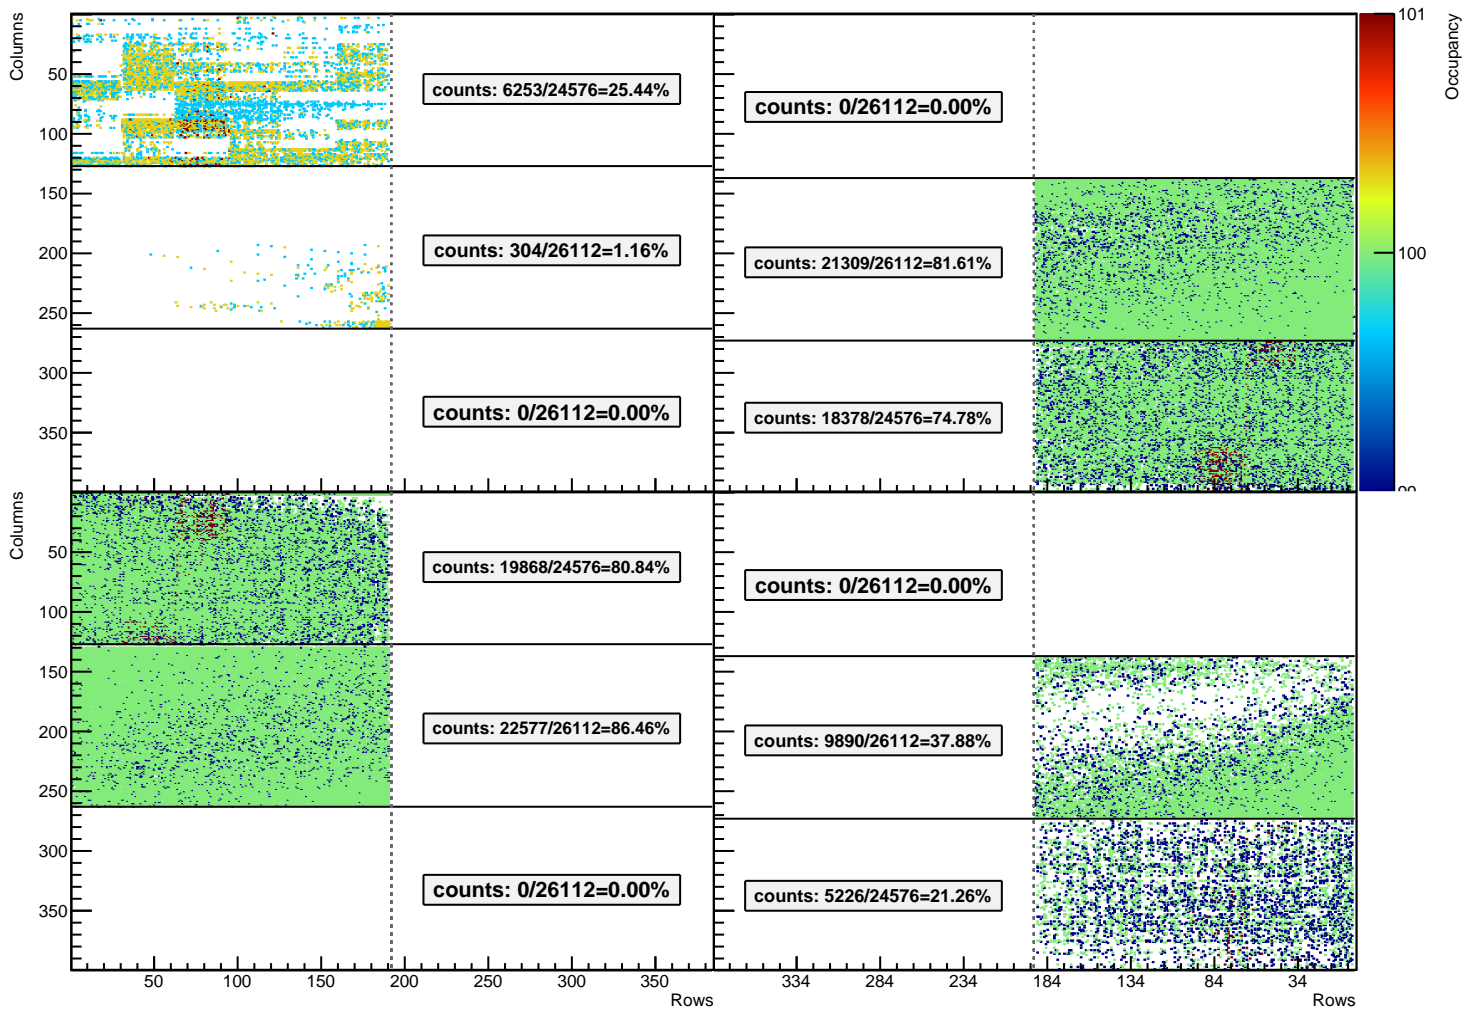 Columns
50
100
150
200
250
300
350
counts: 6253/24576=25.44%
counts: 304/26112=1.16%
counts: 0/26112=0.00%
counts: 0/26112=0.00%
counts: 21309/26112=81.61%
counts: 18378/24576=74.78%
101
100
Occupancy
Columns
50
100
150
200
250
300
350
counts: 19868/24576=80.84%
counts: 22577/26112=86.46%
counts: 0/26112=0.00%
counts: 0/26112=0.00%
counts: 9890/26112=37.88%
counts: 5226/24576=21.26%
50 100 150 200 250 300 350
Rows
334 284 234 184 134 84 34
Rows